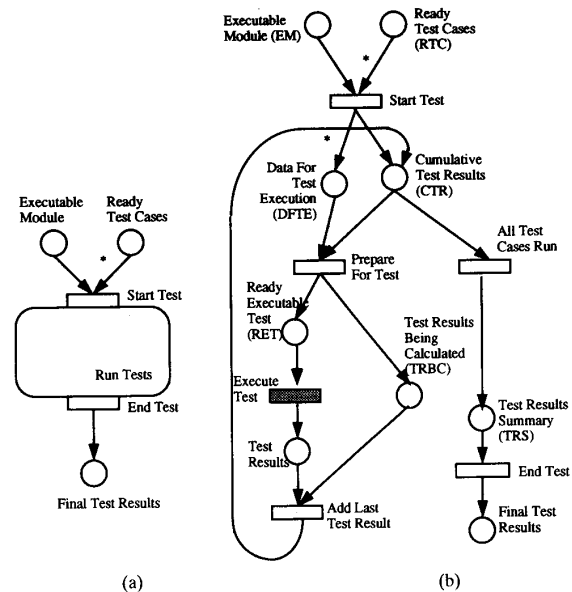 Executable
Module (EM)
Ready
Test Cases
(RTC)
*
Start Test
*
Data For
Test
Execution
(DFTE)
Cumulative
Test Results
(CTR)
All Test
Cases Run
Prepare
For Test
Ready
Executable
Test
(RET)
Test Results
Being
Calculated
(TRBC)
Execute
Test
Test
Results
Test Results
Summary
(TRS)
End Test
Add Last
Test Result
Final Test
Results
Executable
Module
Ready
Test Cases
*
Start Test
Run Tests
End Test
Final Test Results
(a)
(b)